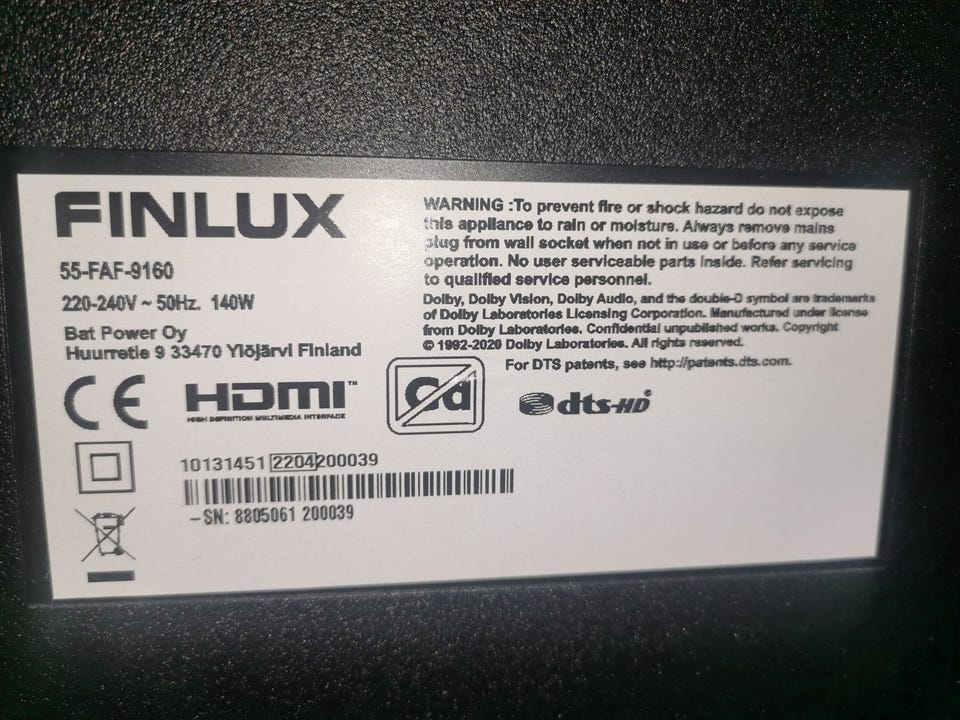 FINLUX
55-FAF-9160
220-240V ~ 50Hz. 140W
Bat Power Oy
Huurretie 9 33470 Ylöjärvi Finland
WARNING :To prevent fire or shock hazard do not expose
this appliance to rain or moisture. Always remove mains
plug from wall socket when not in use or before any service
operation. No user serviceable parts inside. Refer servicing
to qualified service personnel.
Dolby, Dolby Vision, Dolby Audio, and the double-D symbol are trademarks
of Dolby Laboratories Licensing Corporation. Manufactured under license
from Dolby Laboratories. Confidential unpublished works. Copyright
© 1992-2020 Dolby Laboratories. All rights reserved.
For DTS patents, see http://patents.dts.com.
CE
HDMI™
HIGH DEFINITION MULTIMEDIA INTERFACE
Cd
dts-HD
10131451 2204200039
-SN: 8805061 200039